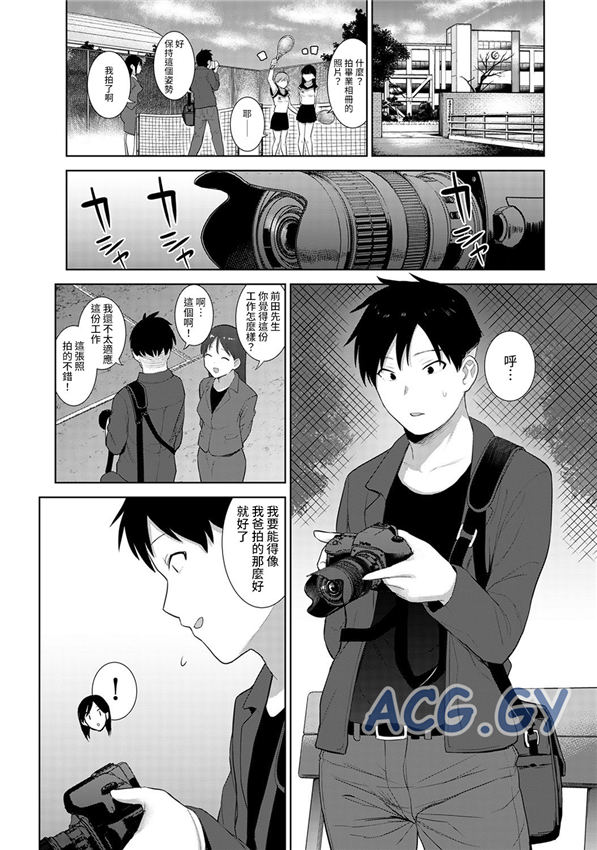 什麼?
拍畢業相冊的
照片?
耶——
好
保持這個姿勢
我拍了啊
カシャ
カシャ
前田先生
你覺得這份
工作怎麼樣?
啊…
這個啊!
我還不太適應
這份工作
這張照
拍的不錯!
呼…
我要能得像
我爸拍的那麼好
就好了
!
ACG.GY